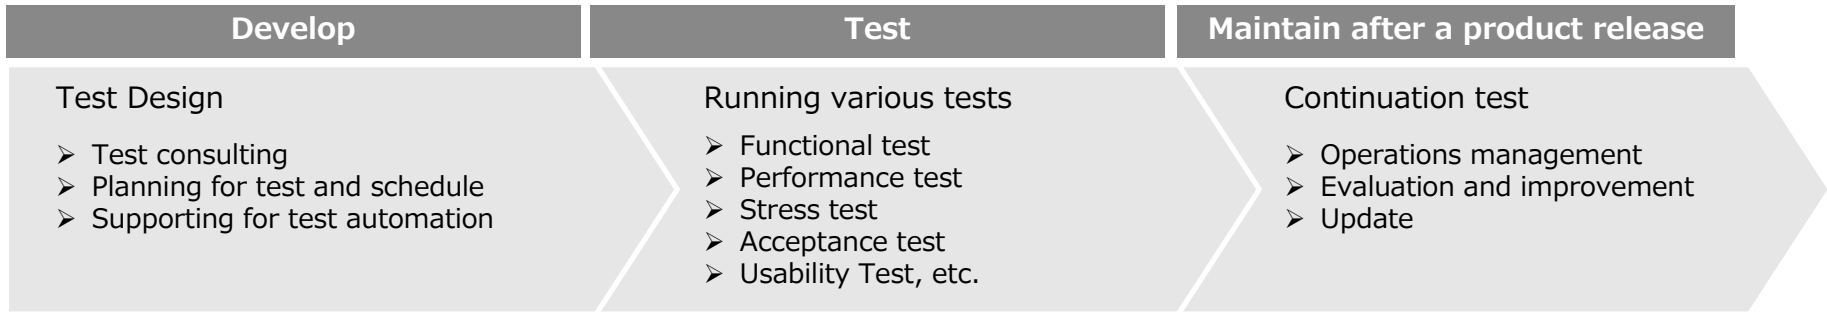 Develop
Test Design
➢ Test consulting
➢ Planning for test and schedule
➢ Supporting for test automation
Test
Running various tests
➢ Functional test
➢ Performance test
➢ Stress test
➢ Acceptance test
➢ Usability Test, etc.
Maintain after a product release
Continuation test
➢ Operations management
➢ Evaluation and improvement
➢ Update